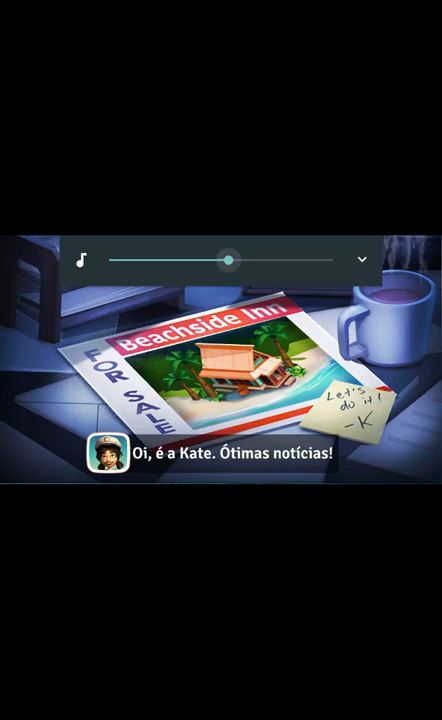 Beachside Inn
FOR SALE
Let's
do it!
-K
Oi, é a Kate. Ótimas notícias!